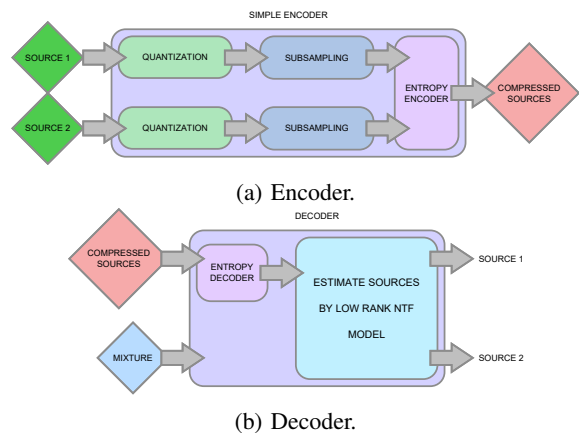 SIMPLE ENCODER
SOURCE 1
QUANTIZATION
SUBSAMPLING
ENTROPY
ENCODER
COMPRESSED
SOURCES
SOURCE 2
QUANTIZATION
SUBSAMPLING
(a) Encoder.
DECODER
COMPRESSED
SOURCES
ENTROPY
DECODER
ESTIMATE SOURCES
BY LOW RANK NTF
MODEL
SOURCE 1
MIXTURE
SOURCE 2
(b) Decoder.